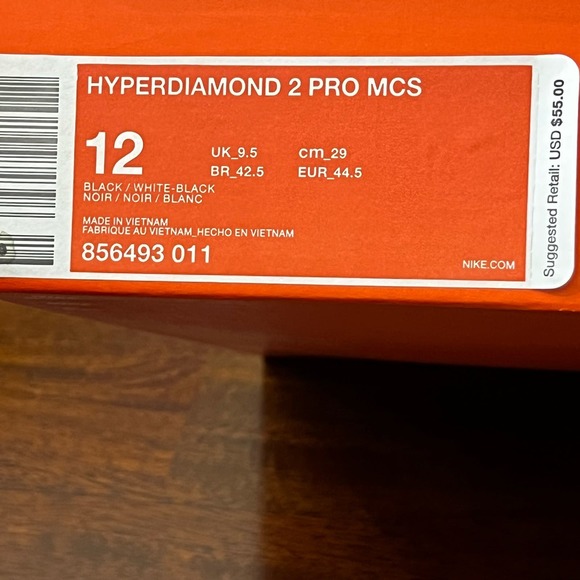 HYPERDIAMOND 2 PRO MCS
12
UK_9.5 cm_29
BR_42.5 EUR_44.5
BLACK / WHITE-BLACK
NOIR / NOIR / BLANC
MADE IN VIETNAM
FABRIQUE AU VIETNAM_HECHO EN VIETNAM
856493 011
NIKE.COM
Suggested Retail: USD $55.00